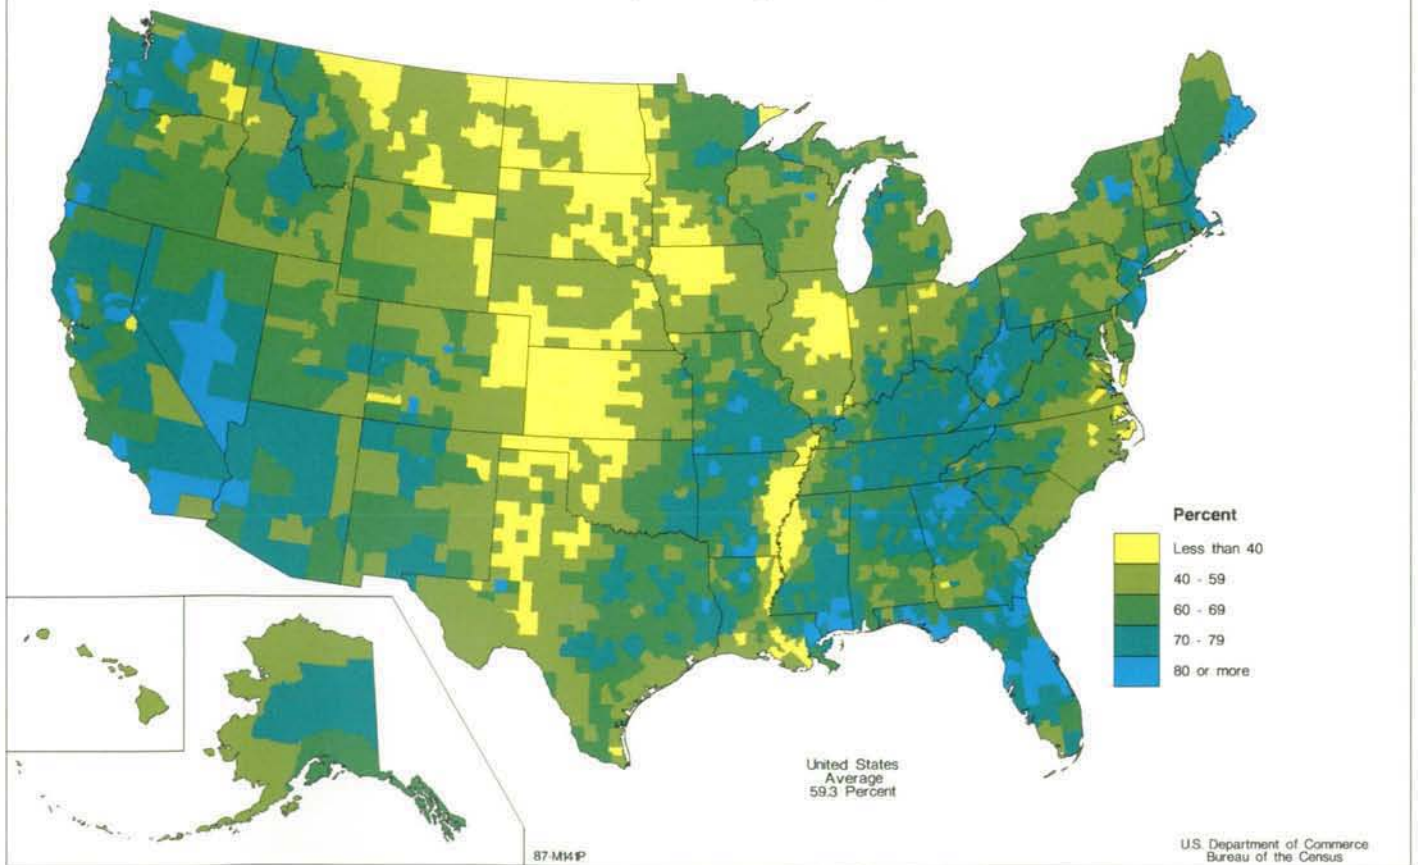 Percent
Less than 40
40 - 59
60 - 69
70 - 79
80 or more
United States
Average
59.3 Percent
87-M141P
U.S. Department of Commerce
Bureau of the Census